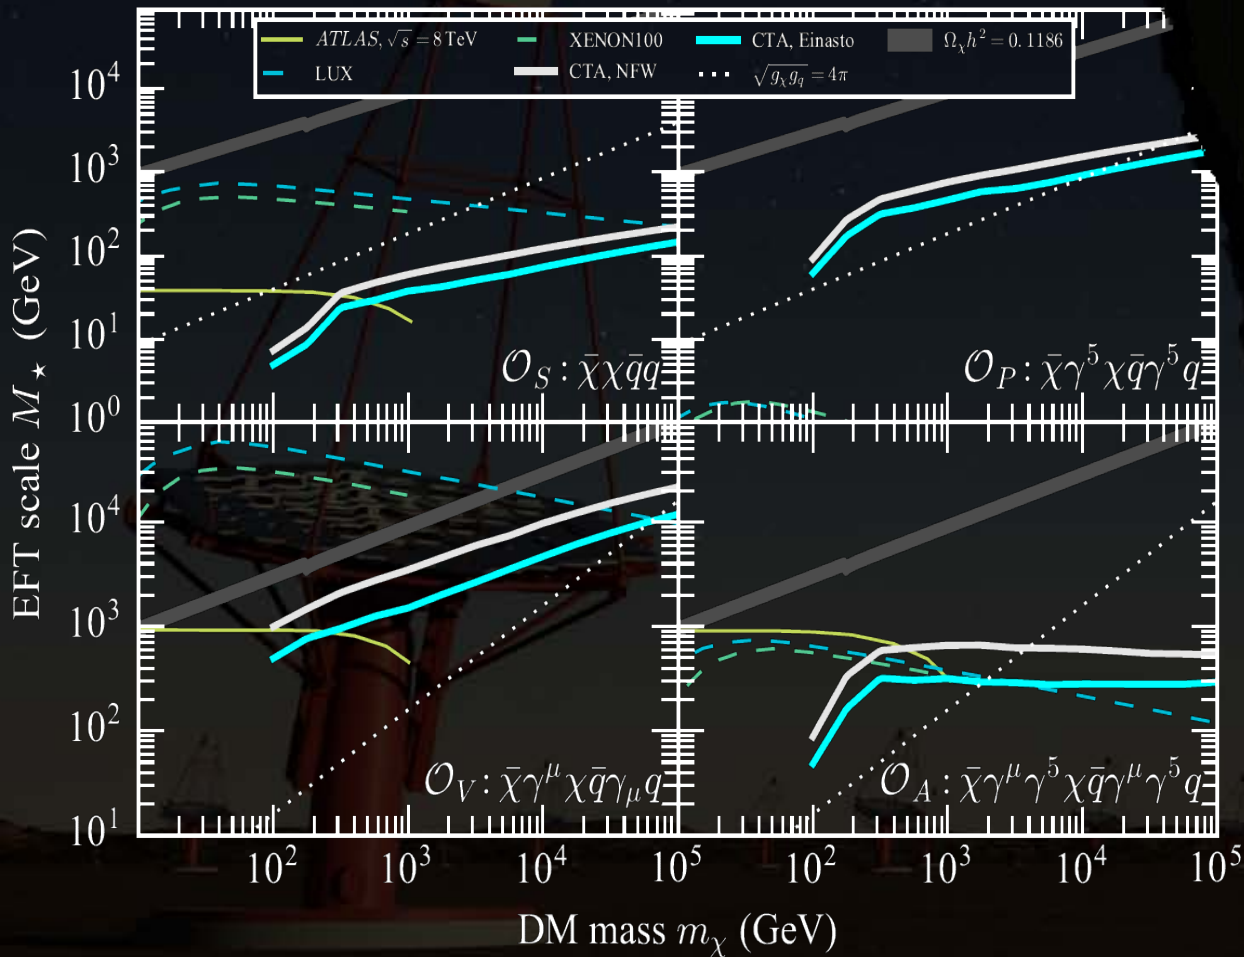 ATLAS, √s = 8 TeV
XENON100
CTA, Einasto
Ω_χh² = 0.1186
LUX
CTA, NFW
√g_χg_q = 4π
EFT scale M_⋆ (GeV)
10⁴
10³
10²
10¹
10⁰
𝒪_S : χ̄χq̄q
𝒪_P : χ̄γ⁵χq̄γ⁵q
10⁴
10³
10²
10¹
𝒪_V : χ̄γ^μχq̄γ_μq
𝒪_A : χ̄γ^μγ⁵χq̄γ^μγ⁵q
10² 10³ 10⁴ 10⁵ 10² 10³ 10⁴ 10⁵
DM mass m_χ (GeV)